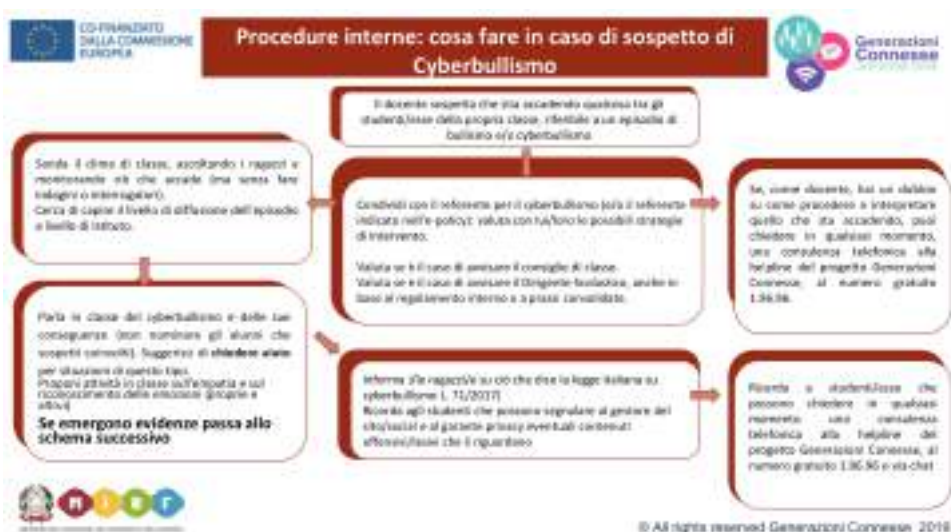 CO-FINANZIATO
DALLA COMMISSIONE
EUROPEA
Procedure interne: cosa fare in caso di sospetto di
Cyberbullismo
Generazioni
Connesse
Il docente sospetta che stia accadendo qualcosa tra gli
studenti/esse della propria classe, riferibile a un episodio di
bullismo e/o cyberbullismo
Sonda il clima di classe, ascoltando i ragazzi e
monitorando ciò che accade (ma senza fare
indagini o interrogatori).
Cerca di capire il livello di diffusione dell'episodio
a livello di Istituto.
Condividi con il referente per il cyberbullismo (o/o il referente
indicato nell'e-policy: valuta con lui/loro le possibili strategie
di intervento.
Valuta se è il caso di avvisare il consiglio di classe.
Valuta se è il caso di avvisare il Dirigente Scolastico, anche in
base al regolamento interno e a prassi consolidate.
Se, come docente, hai un dubbio
su come procedere e interpretare
quello che sta accadendo, puoi
chiedere in qualsiasi momento,
una consulenza telefonica alla
helpline del progetto Generazioni
Connesse, al numero gratuito
1.96.96.
Parla in classe del cyberbullismo e delle sue
conseguenze (non nominare gli alunni che
sospetti coinvolti). Suggerisci di chiedere aiuto
per situazioni di questo tipo.
Proponi attività in classe sull'empatia e sul
riconoscimento delle emozioni (proprie e
altrui)
Se emergono evidenze passa allo
schema successivo
Informa i/le ragazzi/e su ciò che dice la legge italiana su
cyberbullismo L. 71/2017)
Ricorda agli studenti che possono segnalare al gestore del
sito/social e al garante privacy eventuali contenuti
offensivi/lesivi che li riguardano
Ricorda a studenti/esse che
possono chiedere in qualsiasi
momento una consulenza
telefonica alla helpline del
progetto Generazioni Connesse, al
numero gratuito 1.96.96 e via chat
M I U R
© All rights reserved Generazioni Connesse 2018